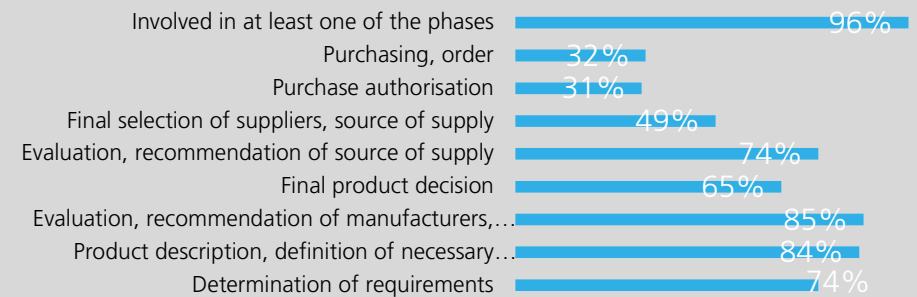 Involved in at least one of the phases 96%
Purchasing, order 32%
Purchase authorisation 31%
Final selection of suppliers, source of supply 49%
Evaluation, recommendation of source of supply 74%
Final product decision 65%
Evaluation, recommendation of manufacturers,… 85%
Product description, definition of necessary… 84%
Determination of requirements 74%